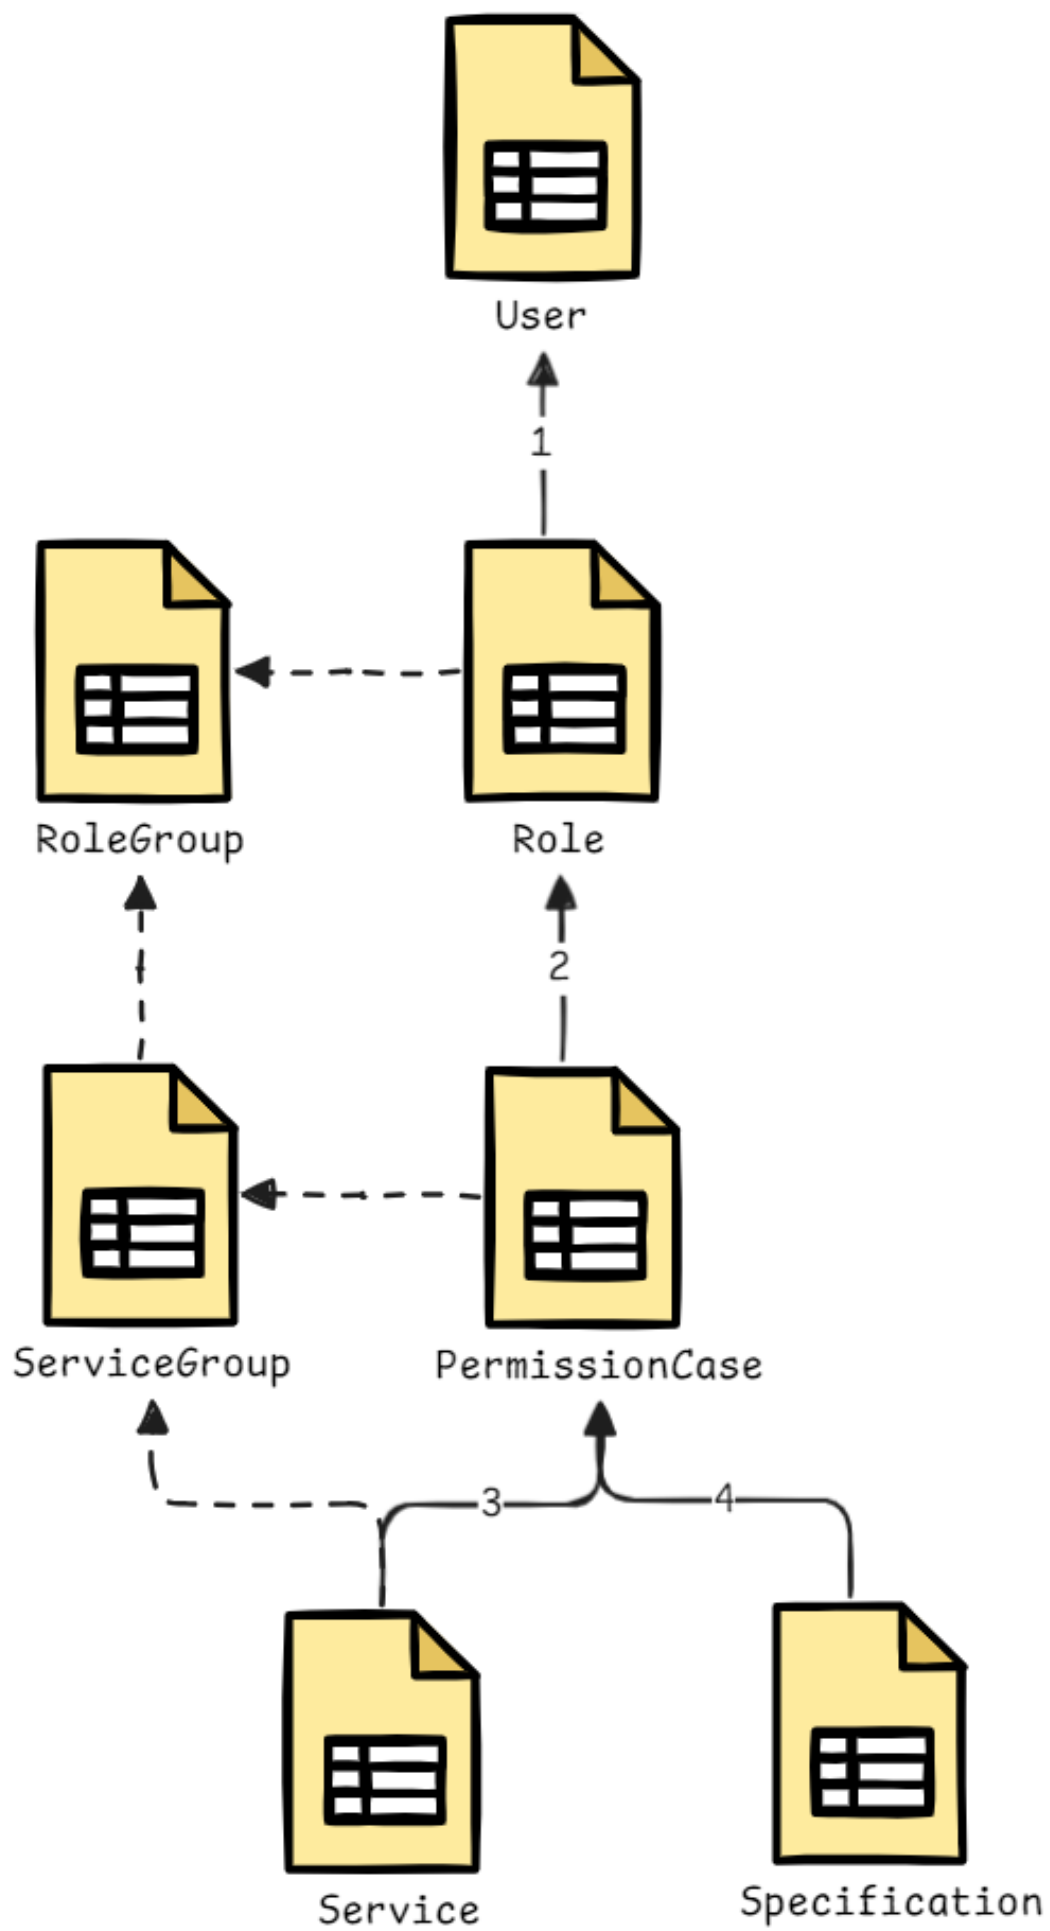 User
1
RoleGroup
Role
2
ServiceGroup
PermissionCase
3
4
Service
Specification